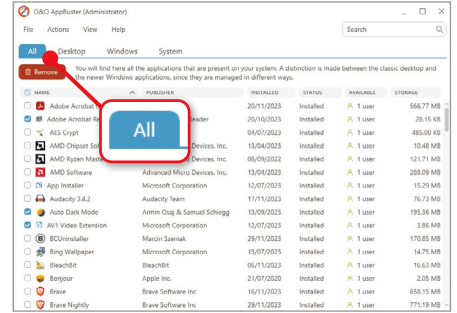 O&O AppBuster (Administrator)
File Actions View Help Search
All Desktop Windows System
Remove You will find here all the applications that are present on your system. A distinction is made between the classic desktop and
the newer Windows applications, since they are managed in different ways.
NAME PUBLISHER INSTALLED STATUS AVAILABLE STORAGE
Adobe Acrobat 20/11/2023 Installed 1 user 566.77 MB
Adobe Acrobat Re eader 20/10/2023 Installed 1 user 28.15 KB
AES Crypt 04/07/2023 Installed 1 user 485.00 KB
AMD Chipset Sof Devices, Inc. 13/04/2023 Installed 1 user 10.48 MB
AMD Ryzen Maste Devices, Inc. 08/09/2022 Installed 1 user 121.71 MB
AMD Software Advanced Micro Devices, Inc. 13/04/2023 Installed 1 user 288.09 MB
App Installer Microsoft Corporation 12/07/2023 Installed 1 user 15.29 MB
Audacity 3.4.2 Audacity Team 17/11/2023 Installed 1 user 76.73 MB
Auto Dark Mode Armin Osaj & Samuel Schiegg 13/09/2023 Installed 1 user 195.36 MB
AV1 Video Extension Microsoft Corporation 12/07/2023 Installed 1 user 3.86 MB
BCUninstaller Marcin Szeniak 29/11/2023 Installed 1 user 170.85 MB
Bing Wallpaper Microsoft Corporation 13/07/2023 Installed 1 user 14.75 MB
BleachBit BleachBit 06/11/2023 Installed 1 user 16.63 MB
Bonjour Apple Inc. 21/07/2020 Installed 1 user 2.05 MB
Brave Brave Software Inc 16/11/2023 Installed 1 user 658.15 MB
Brave Nightly Brave Software Inc 29/11/2023 Installed 1 user 771.19 MB
All